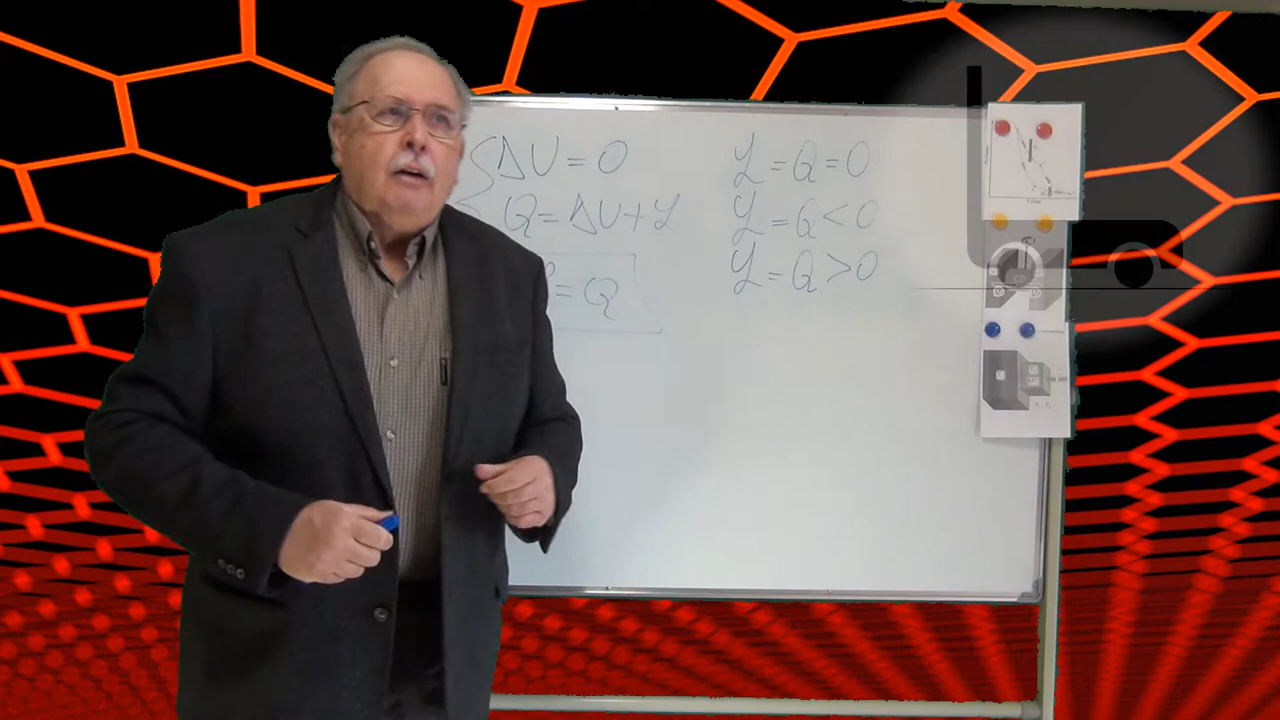 ΔU = 0
Q = ΔU + L
= Q
L = Q = 0
L = Q < 0
L = Q > 0